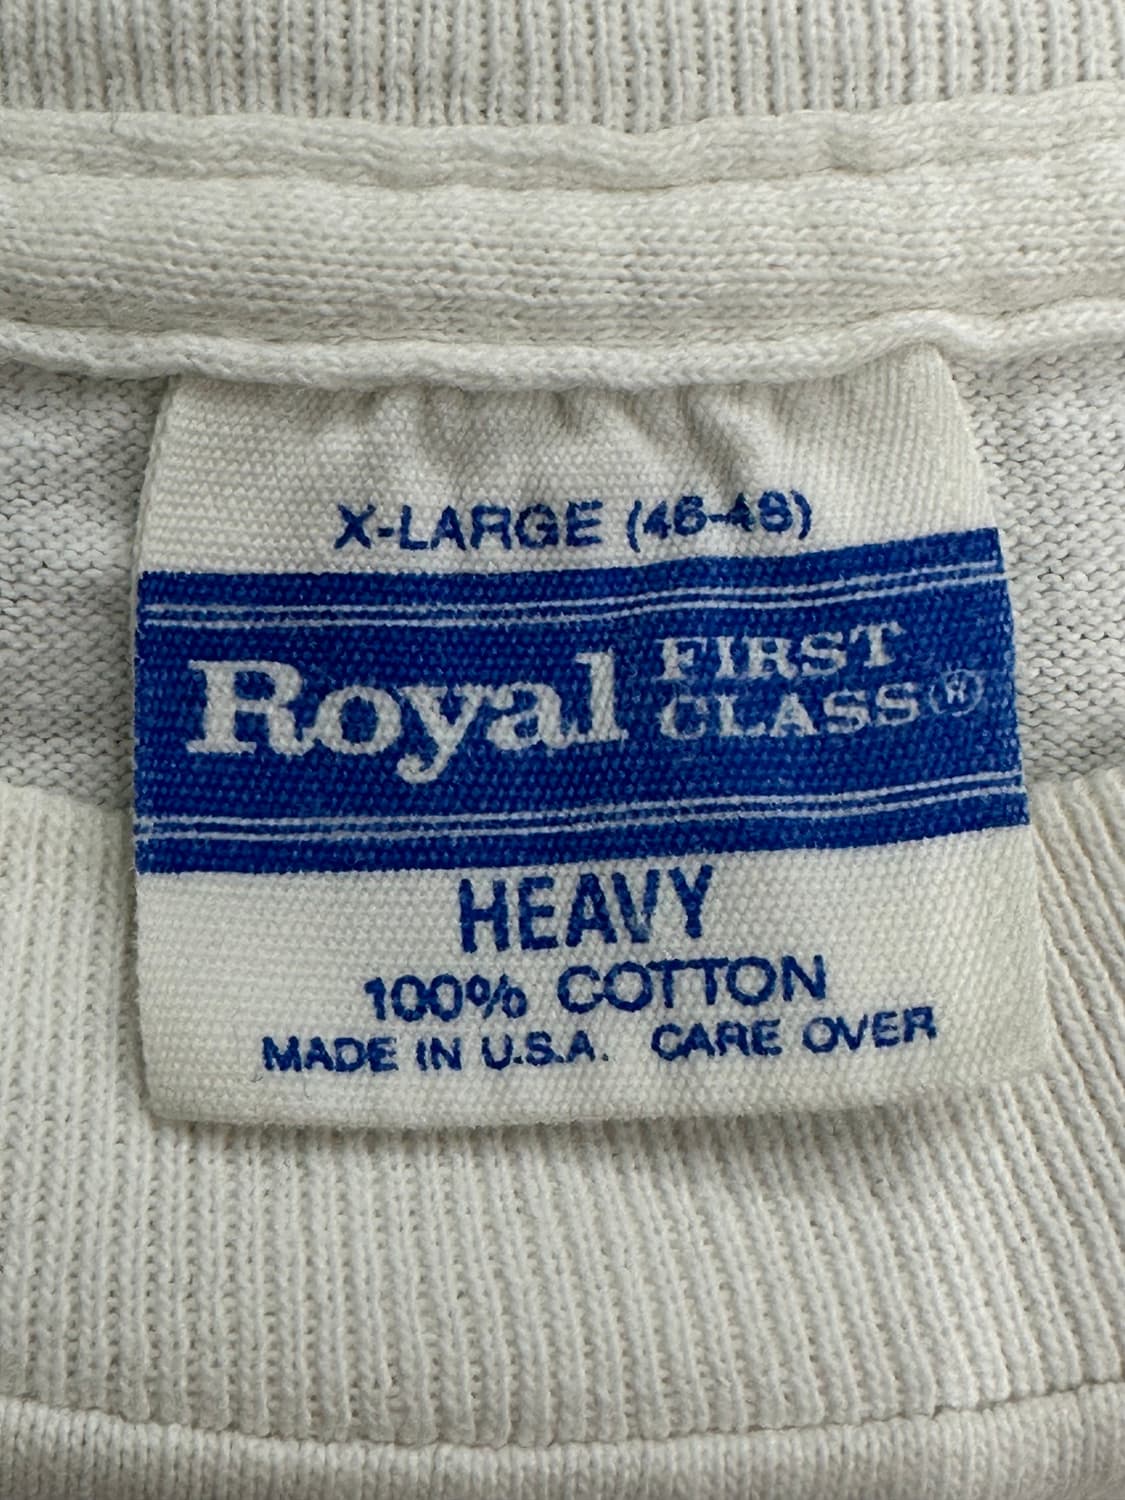 X-LARGE (46-48)
Royal FIRST CLASS®
HEAVY
100% COTTON
MADE IN U.S.A. CARE OVER